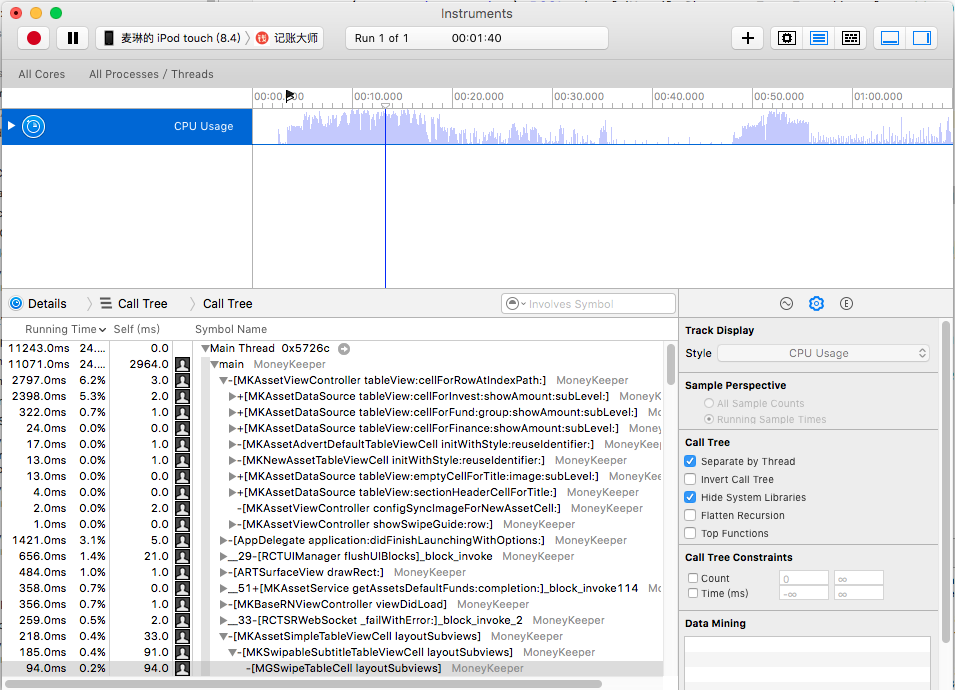 Instruments
麦琳的 iPod touch (8.4) 记账大师
Run 1 of 1 00:01:40
All Cores All Processes / Threads
00:00.000 00:10.000 00:20.000 00:30.000 00:40.000 00:50.000 01:00.000
CPU Usage
Details Call Tree Call Tree Involves Symbol
Running Time Self (ms) Symbol Name
11243.0ms 24.... 0.0 Main Thread 0x5726c
11071.0ms 24.... 2964.0 main MoneyKeeper
2797.0ms 6.2% 3.0 -[MKAssetViewController tableView:cellForRowAtIndexPath:] MoneyKeeper
2398.0ms 5.3% 2.0 +[MKAssetDataSource tableView:cellForInvest:showAmount:subLevel:] MoneyK
322.0ms 0.7% 1.0 +[MKAssetDataSource tableView:cellForFund:group:showAmount:subLevel:] Mo
24.0ms 0.0% 0.0 +[MKAssetDataSource tableView:cellForFinance:showAmount:subLevel:] Money
17.0ms 0.0% 1.0 -[MKAssetAdvertDefaultTableViewCell initWithStyle:reuseIdentifier:] MoneyKeep
13.0ms 0.0% 1.0 -[MKNewAssetTableViewCell initWithStyle:reuseIdentifier:] MoneyKeeper
13.0ms 0.0% 0.0 +[MKAssetDataSource tableView:emptyCellForTitle:image:subLevel:] MoneyKe
4.0ms 0.0% 0.0 +[MKAssetDataSource tableView:sectionHeaderCellForTitle:] MoneyKeeper
2.0ms 0.0% 2.0 -[MKAssetViewController configSyncImageForNewAssetCell:] MoneyKeeper
1.0ms 0.0% 0.0 -[MKAssetViewController showSwipeGuide:row:] MoneyKeeper
1421.0ms 3.1% 5.0 -[AppDelegate application:didFinishLaunchingWithOptions:] MoneyKeeper
656.0ms 1.4% 21.0 __29-[RCTUIManager flushUIBlocks]_block_invoke MoneyKeeper
484.0ms 1.0% 1.0 -[ARTSurfaceView drawRect:] MoneyKeeper
358.0ms 0.7% 0.0 __51+[MKAssetService getAssetsDefaultFunds:completion:]_block_invoke114 Mo
356.0ms 0.7% 1.0 -[MKBaseRNViewController viewDidLoad] MoneyKeeper
259.0ms 0.5% 2.0 __33-[RCTSRWebSocket _failWithError:]_block_invoke_2 MoneyKeeper
218.0ms 0.4% 33.0 -[MKAssetSimpleTableViewCell layoutSubviews] MoneyKeeper
185.0ms 0.4% 91.0 -[MKSwipableSubtitleTableViewCell layoutSubviews] MoneyKeeper
94.0ms 0.2% 94.0 -[MGSwipeTableCell layoutSubviews] MoneyKeeper
E
Track Display
Style CPU Usage
Sample Perspective
All Sample Counts
Running Sample Times
Call Tree
Separate by Thread
Invert Call Tree
Hide System Libraries
Flatten Recursion
Top Functions
Call Tree Constraints
Count 0 ∞
Time (ms) -∞ ∞
Data Mining